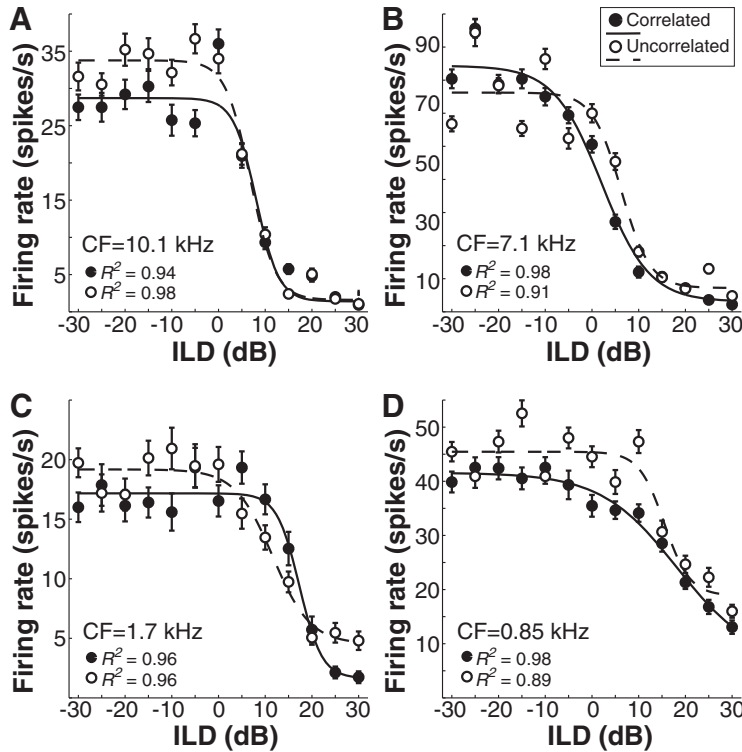 A
Firing rate (spikes/s)
35
25
15
5
CF=10.1 kHz
R² = 0.94
R² = 0.98
-30 -20 -10 0 10 20 30
ILD (dB)
B
Correlated
Uncorrelated
Firing rate (spikes/s)
90
70
50
30
10
CF=7.1 kHz
R² = 0.98
R² = 0.91
-30 -20 -10 0 10 20 30
ILD (dB)
C
Firing rate (spikes/s)
20
15
10
5
CF=1.7 kHz
R² = 0.96
R² = 0.96
-30 -20 -10 0 10 20 30
ILD (dB)
D
Firing rate (spikes/s)
50
40
30
20
10
CF=0.85 kHz
R² = 0.98
R² = 0.89
-30 -20 -10 0 10 20 30
ILD (dB)